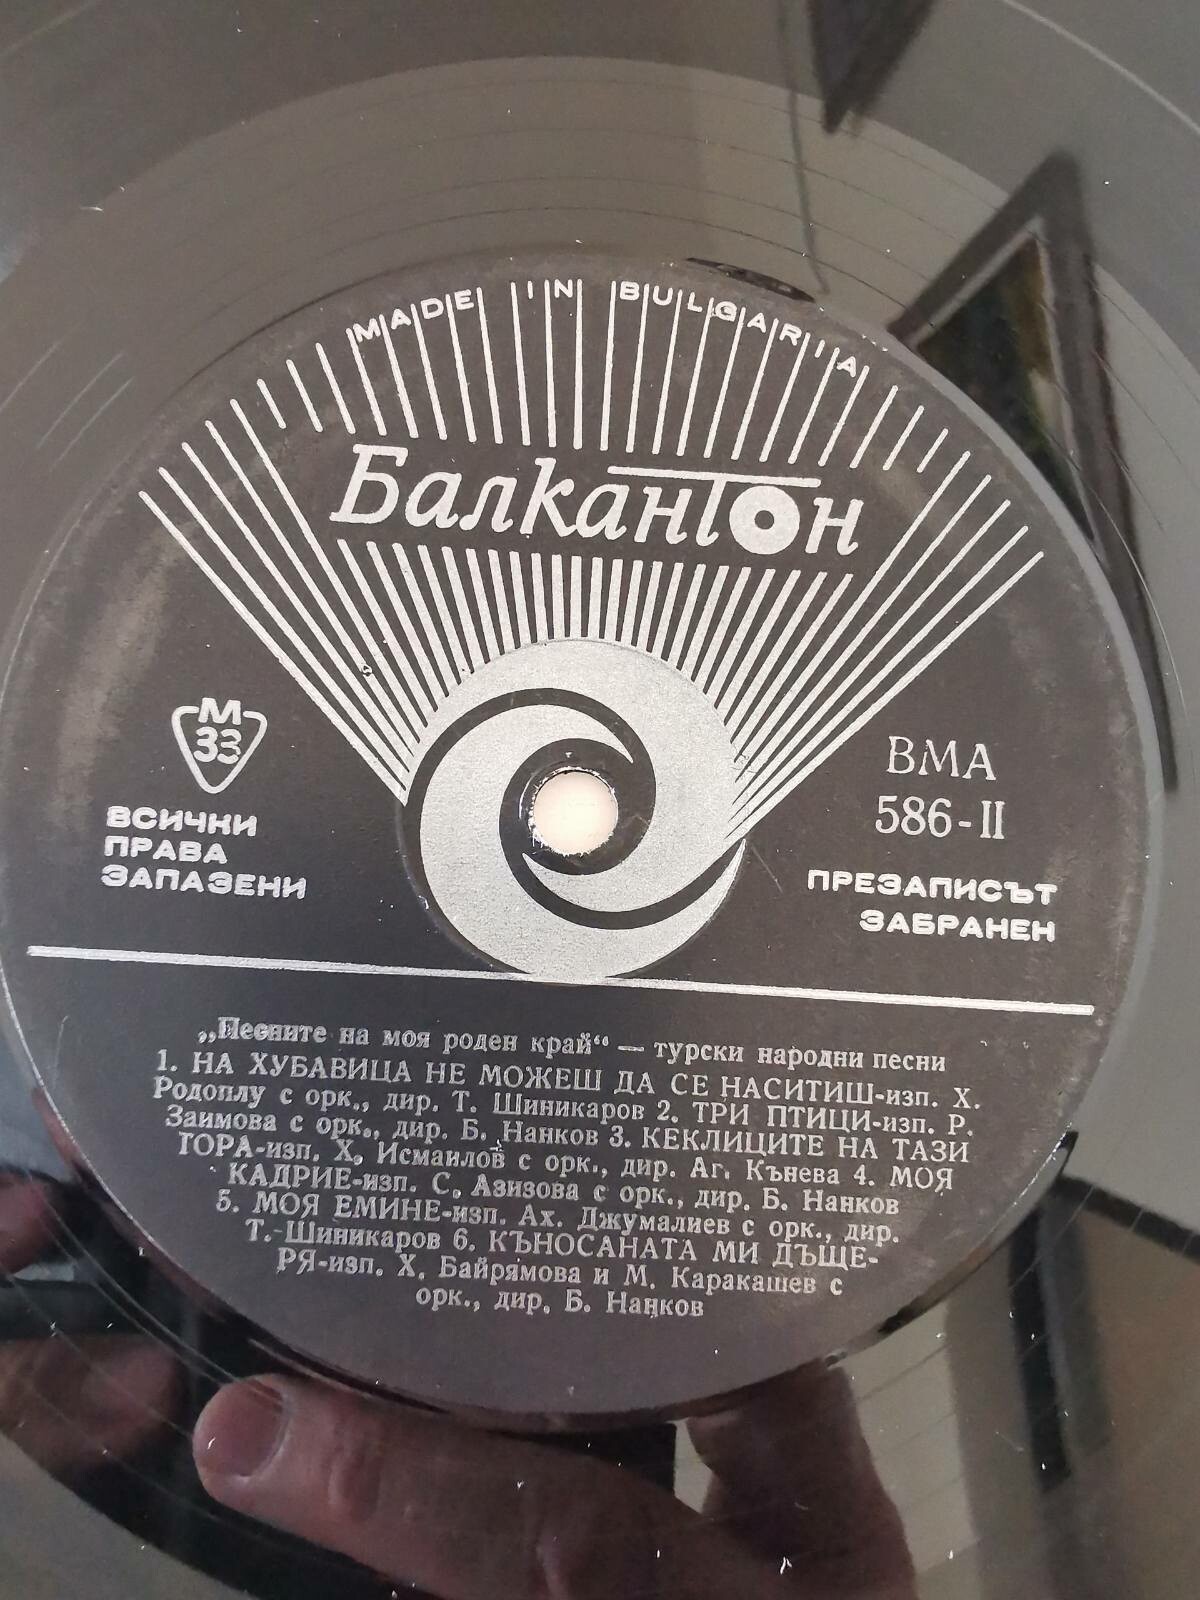 MADE IN BULGARIA
Балкантон
М
33
ВСИЧКИ
ПРАВА
ЗАПАЗЕНИ
ВМА
586-II
ПРЕЗАПИСЪТ
ЗАБРАНЕН
„Песните на моя роден край“ — турски народни песни
1. НА ХУБАВИЦА НЕ МОЖЕШ ДА СЕ НАСИТИШ-изп. Х.
Родоплу с орк., дир. Т. Шиникаров 2. ТРИ ПТИЦИ-изп. Р.
Заимова с орк., дир. Б. Нанков 3. КЕКЛИЦИТЕ НА ТАЗИ
ГОРА-изп. Х. Исмаилов с орк., дир. Аг. Кънева 4. МОЯ
КАДРИЕ-изп. С. Азизова с орк., дир. Б. Нанков
5. МОЯ ЕМИНЕ-изп. Ах. Джумалиев с орк., дир.
Т. Шиникаров 6. КЪНОСАНАТА МИ ДЪЩЕ-
РЯ-изп. Х. Байрямова и М. Каракашев с
орк., дир. Б. Нанков